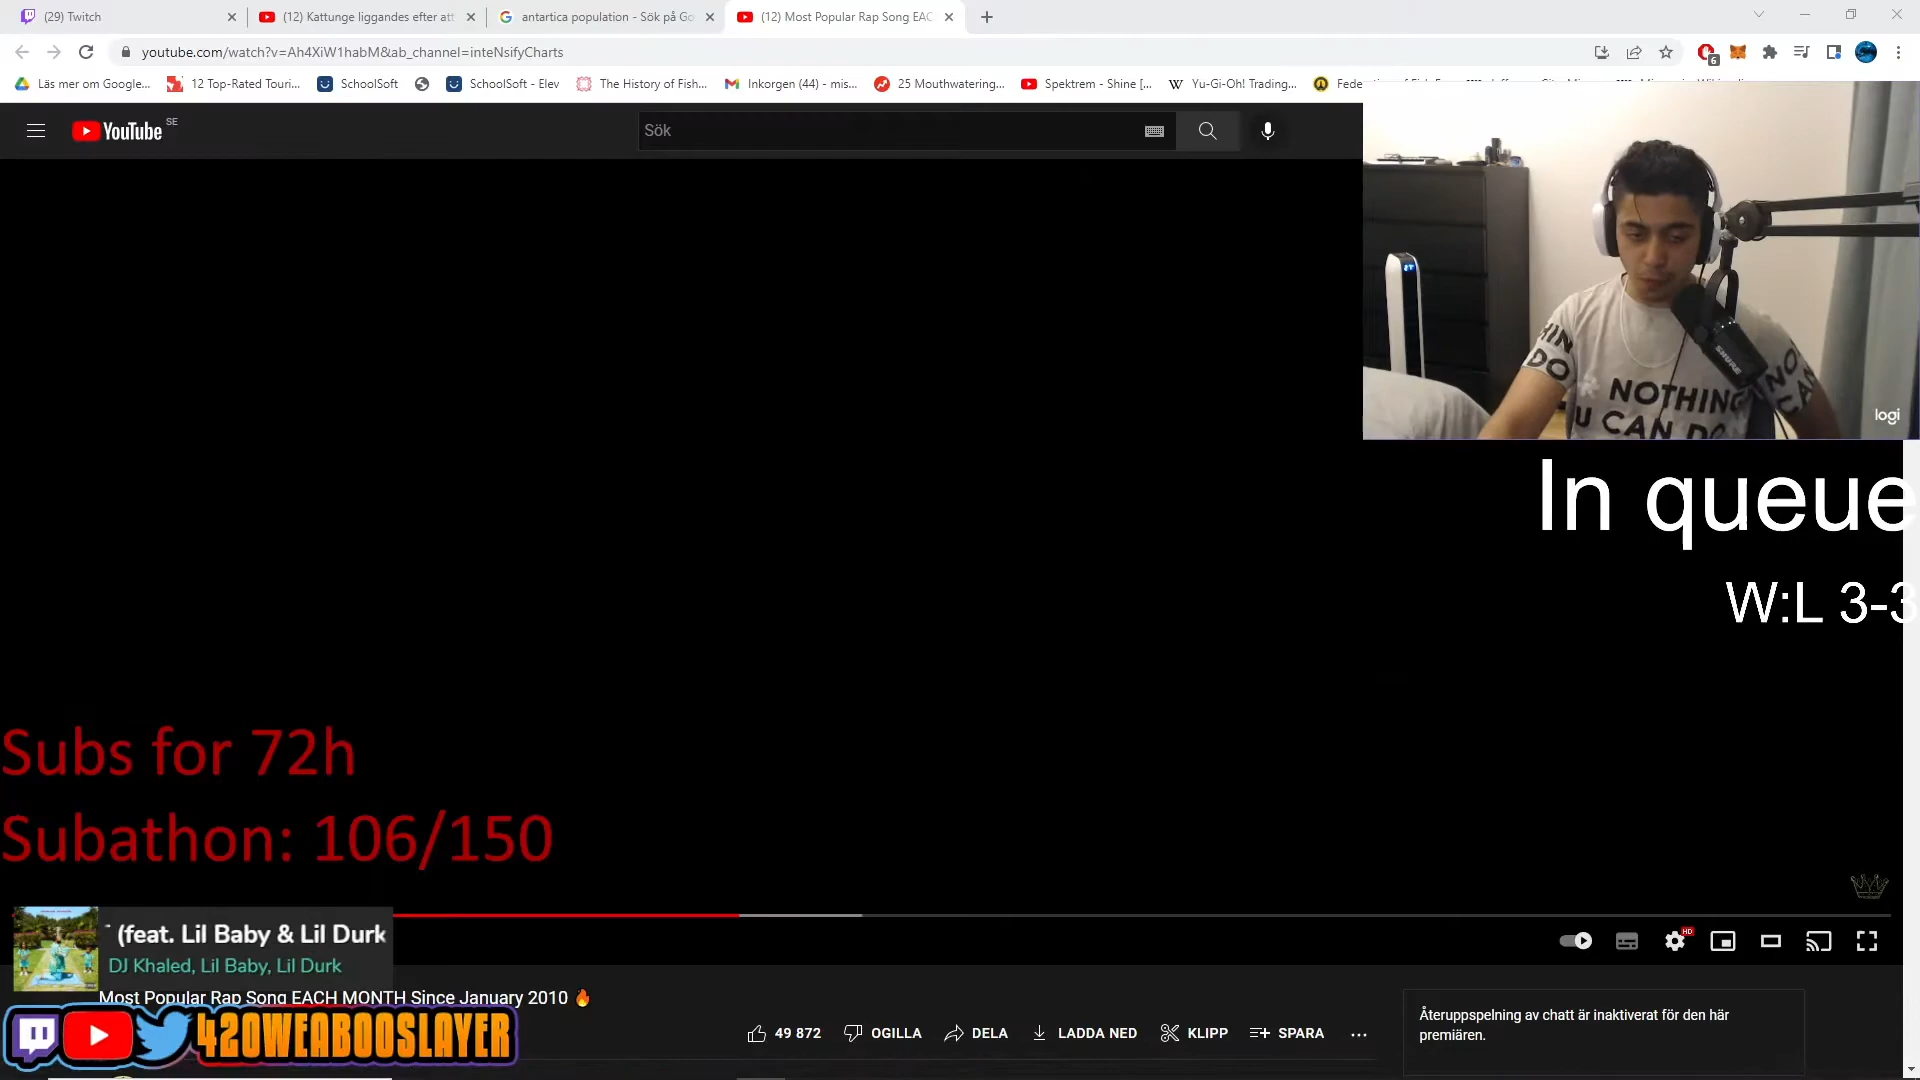 (29) Twitch
(12) Kattunge liggandes efter att
antartica population - Sök på Go
(12) Most Popular Rap Song EAC
youtube.com/watch?v=Ah4XiW1habM&ab_channel=inteNsifyCharts
6
Läs mer om Google...
12 Top-Rated Touri...
SchoolSoft
SchoolSoft - Elev
The History of Fish...
Inkorgen (44) - mis...
25 Mouthwatering...
Spektrem - Shine [...
Yu-Gi-Oh! Trading...
YouTube SE
Sök
NOTHING
U CAN DO
SHURE
logi
In queue
W:L 3-3
Subs for 72h
Subathon: 106/150
(feat. Lil Baby & Lil Durk
DJ Khaled, Lil Baby, Lil Durk
HD
Most Popular Rap Song EACH MONTH Since January 2010
420WEABOOSLAYER
49 872
OGILLA
DELA
LADDA NED
KLIPP
SPARA
Återuppspelning av chatt är inaktiverat för den här
premiären.